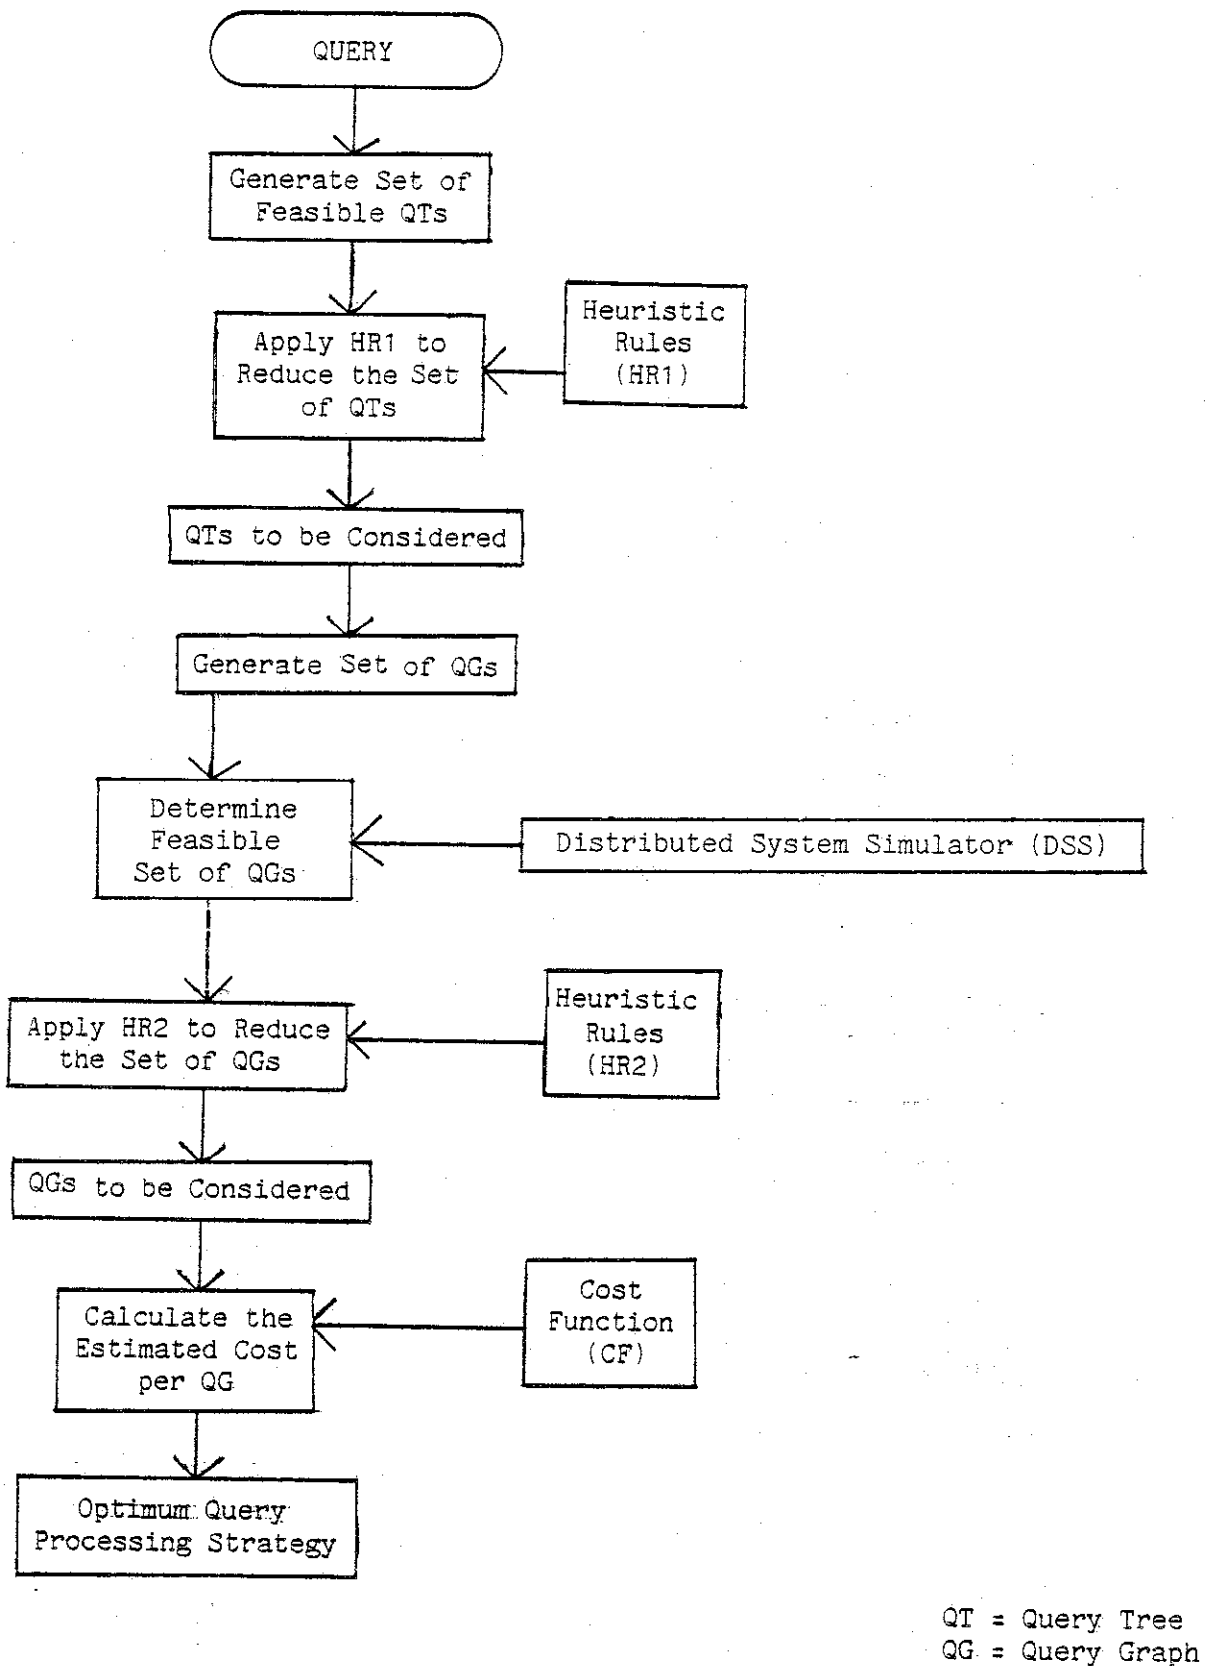 QUERY
Generate Set of
Feasible QTs
Apply HR1 to
Reduce the Set
of QTs
Heuristic
Rules
(HR1)
QTs to be Considered
Generate Set of QGs
Determine
Feasible
Set of QGs
Distributed System Simulator (DSS)
Apply HR2 to Reduce
the Set of QGs
Heuristic
Rules
(HR2)
QGs to be Considered
Calculate the
Estimated Cost
per QG
Cost
Function
(CF)
Optimum Query
Processing Strategy
QT = Query Tree
QG = Query Graph